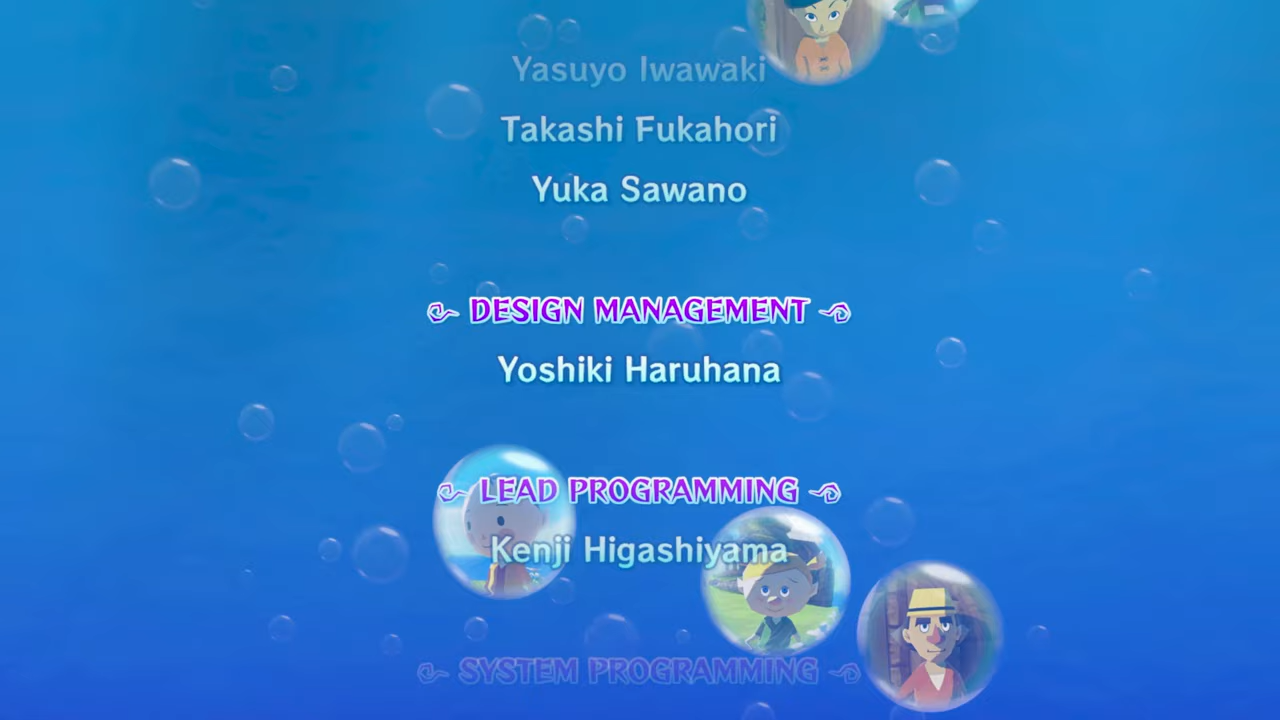 Yasuyo Iwawaki
Takashi Fukahori
Yuka Sawano
DESIGN MANAGEMENT
Yoshiki Haruhana
LEAD PROGRAMMING
Kenji Higashiyama
SYSTEM PROGRAMMING